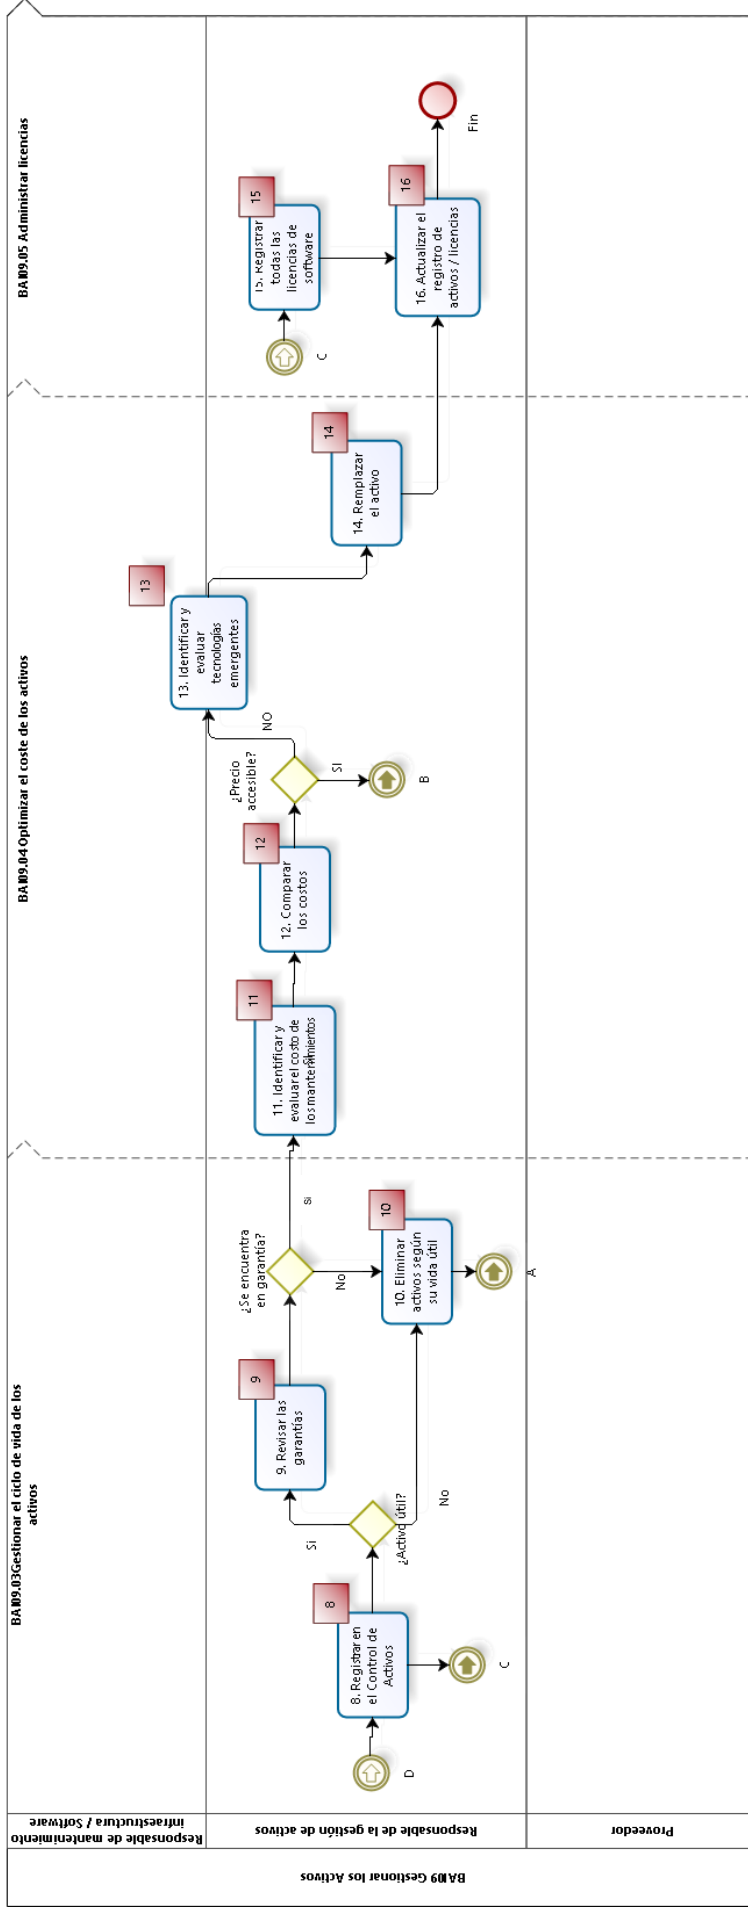 BAI09 Gestionar los Activos
Responsable de mantenimiento
infraestructura / Software
Responsable de la gestión de activos
Proveedor
BAI09.03Gestionar el ciclo de vida de los
activos
BAI09.04 Optimizar el coste de los activos
BAI09.05 Administrar licencias
D
8. Registrar en
el Control de
Activos
8
C
¿Activo útil?
Si
No
9. Revisar las
garantías
9
¿Se encuentra
en garantía?
Si
No
10. Eliminar
activos según
su vida útil
10
A
11. Identificar y
evaluar el costo de
los mantenimientos
11
12. Comparar
los costos
12
¿Precio
accesible?
NO
SI
B
13. Identificar y
evaluar
tecnologías
emergentes
13
14. Remplazar
el activo
14
C
15. Registrar
todas las
licencias de
software
15
16. Actualizar el
registro de
activos / licencias
16
Fin